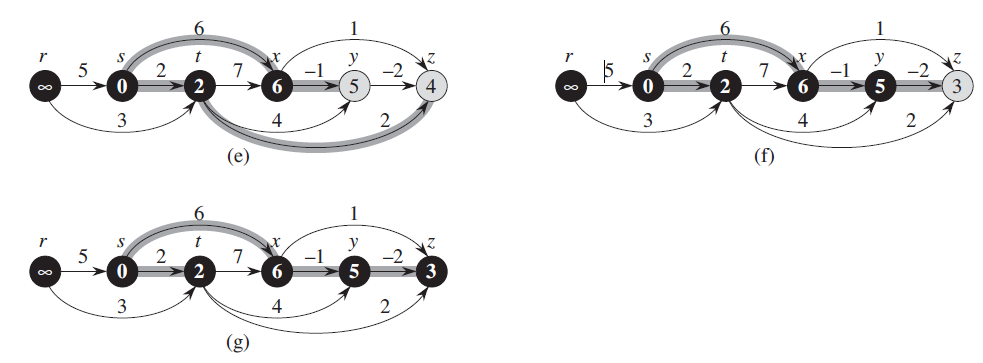 6 1 6 1
r s t x y z r s t x y z
5 2 7 –1 –2 5 2 7 –1 –2
∞ 0 2 6 5 4 ∞ 0 2 6 5 3
3 4 2 3 4 2
(e) (f)
6 1
r s t x y z
5 2 7 –1 –2
∞ 0 2 6 5 3
3 4 2
(g)